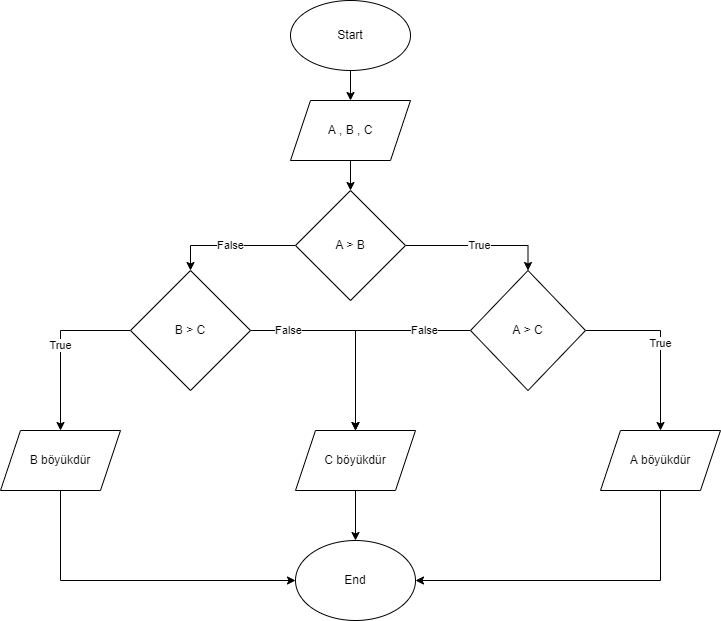 Start
A , B , C
A > B
False
True
B > C
A > C
True
False
False
True
B böyükdür
C böyükdür
A böyükdür
End